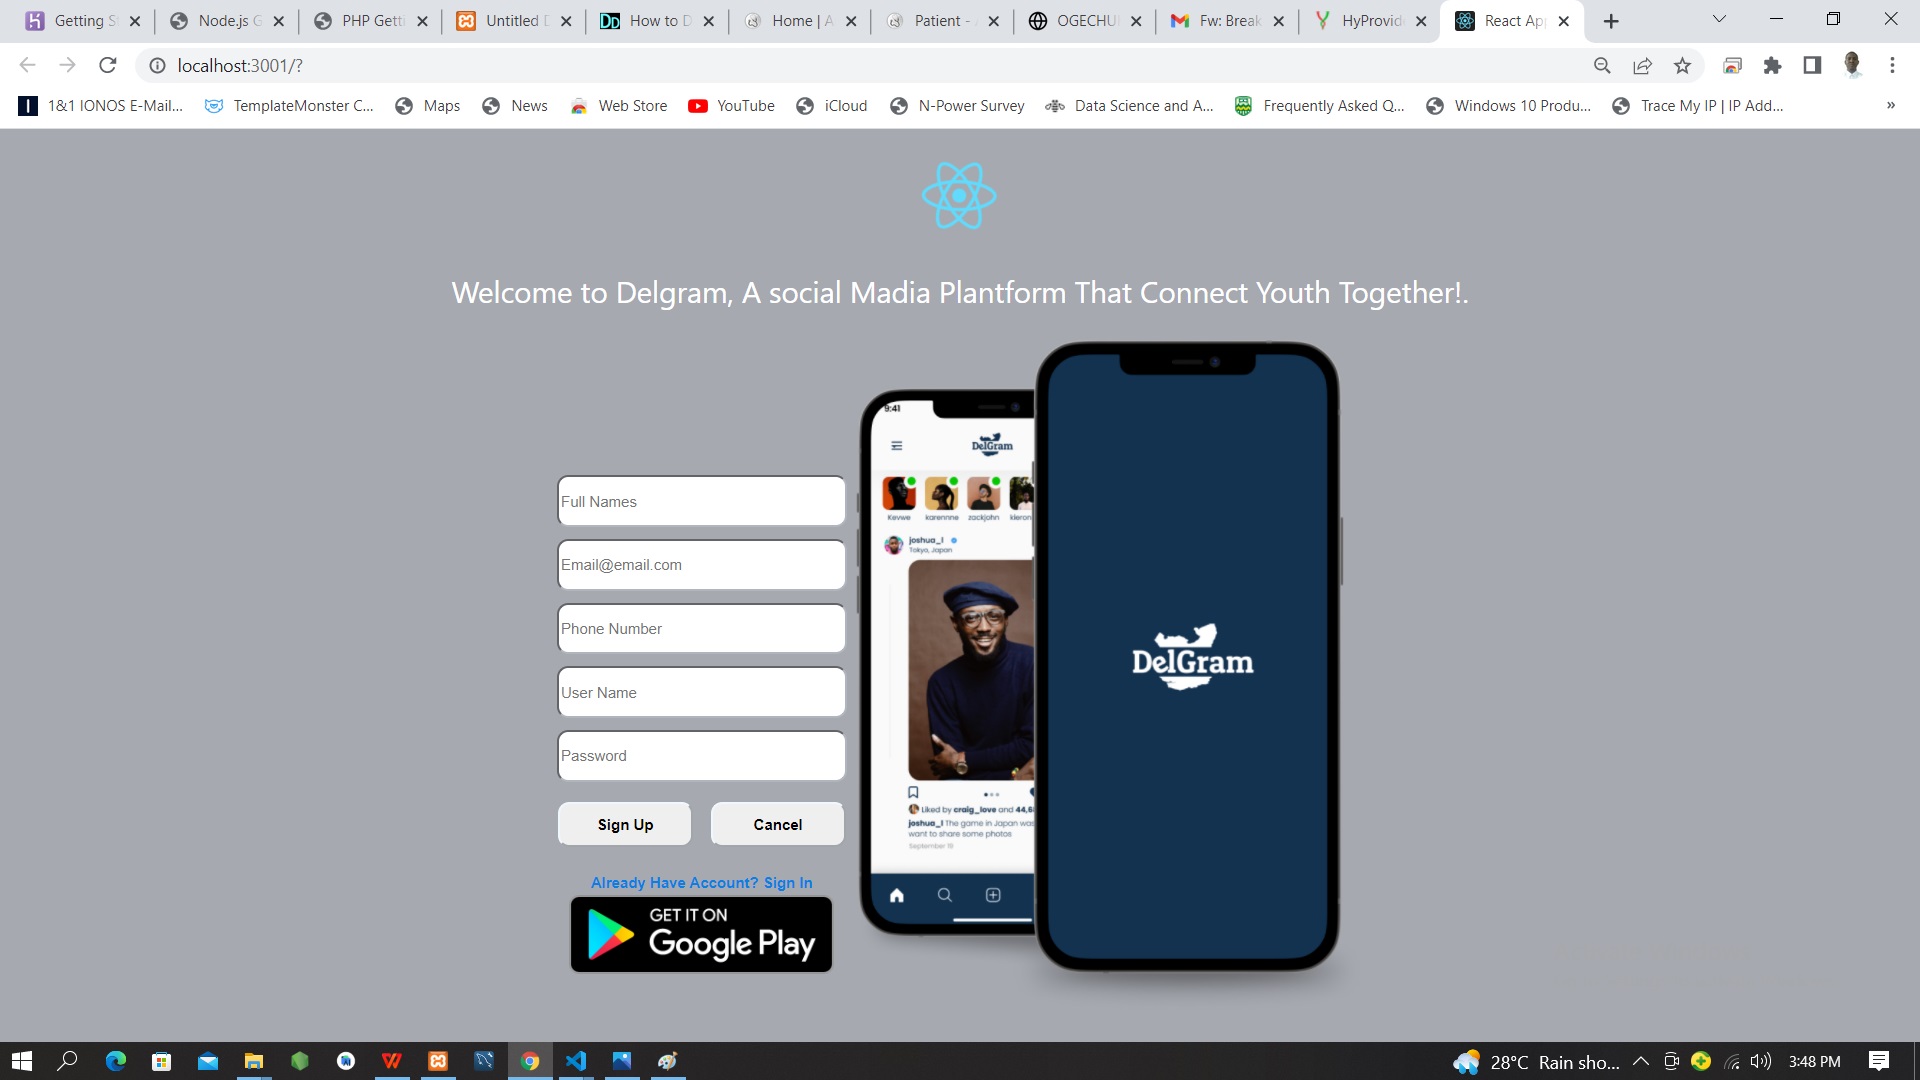 Getting S
Node.js G
PHP Getti
Untitled D
How to D
Home | A
Patient -
OGECHU
Fw: Break
HyProvid
React Ap
localhost:3001/?
1&1 IONOS E-Mail...
TemplateMonster C...
Maps
News
Web Store
YouTube
iCloud
N-Power Survey
Data Science and A...
Frequently Asked Q...
Windows 10 Produ...
Trace My IP | IP Add...
»
Welcome to Delgram, A social Madia Plantform That Connect Youth Together!.
Full Names
Email@email.com
Phone Number
User Name
Password
Sign Up
Cancel
Already Have Account? Sign In
GET IT ON
Google Play
9:41
DelGram
Kevwe
karennne
zackjohn
kieron
joshua_l
Tokyo, Japan
Liked by craig_love and 44,6
joshua_l The game in Japan was
want to share some photos
September 19
DelGram
28°C Rain sho...
3:48 PM